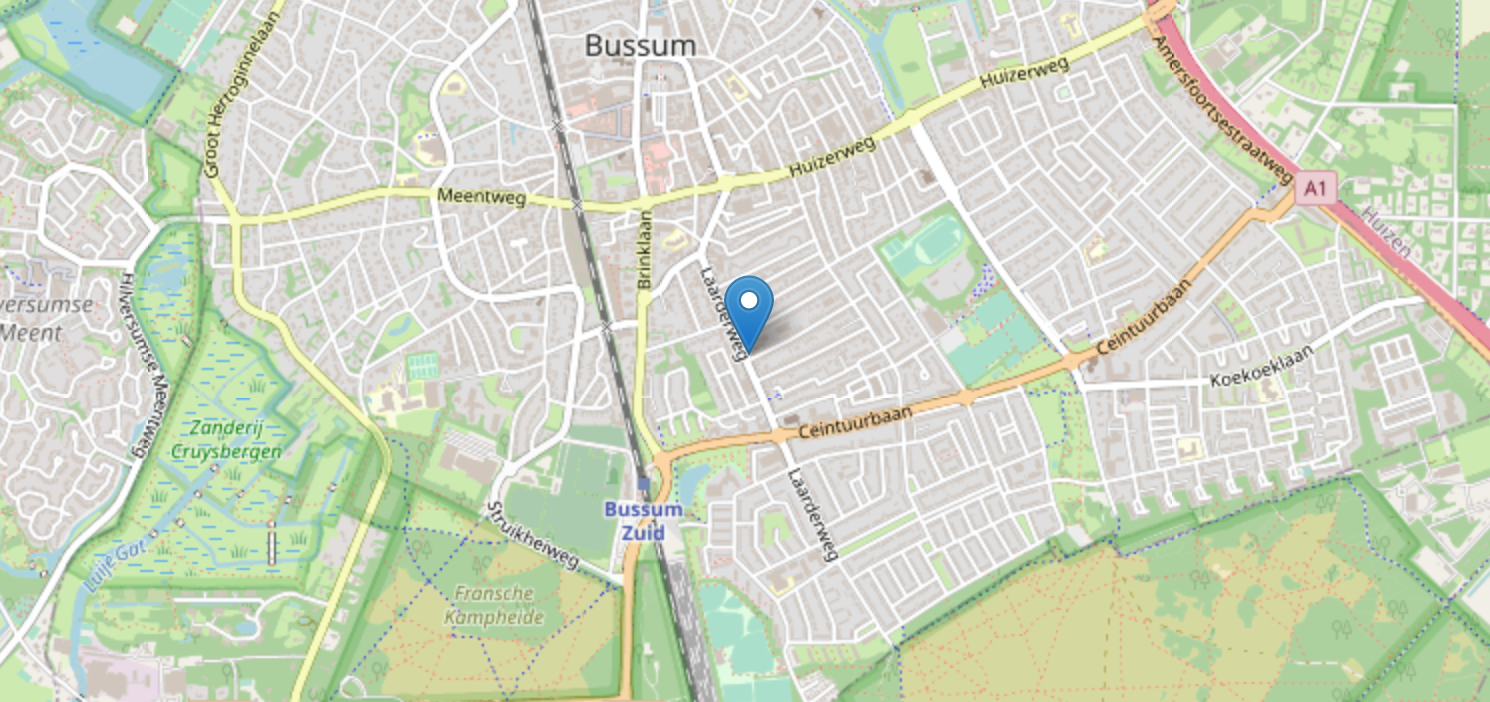 Bussum
Groot Hertoginnelaan
Huizerweg
Amersfoortsestraatweg
Huizerweg
A1
Meentweg
Huizen
Brinklaan
Laarderweg
Hilversumse Meentweg
versumse
Meent
Ceintuurbaan
Koekoeklaan
Zanderij
Cruysbergen
Ceintuurbaan
Bussum
Zuid
Laarderweg
Struikheiweg
Luije Gat
Fransche
Kampheide